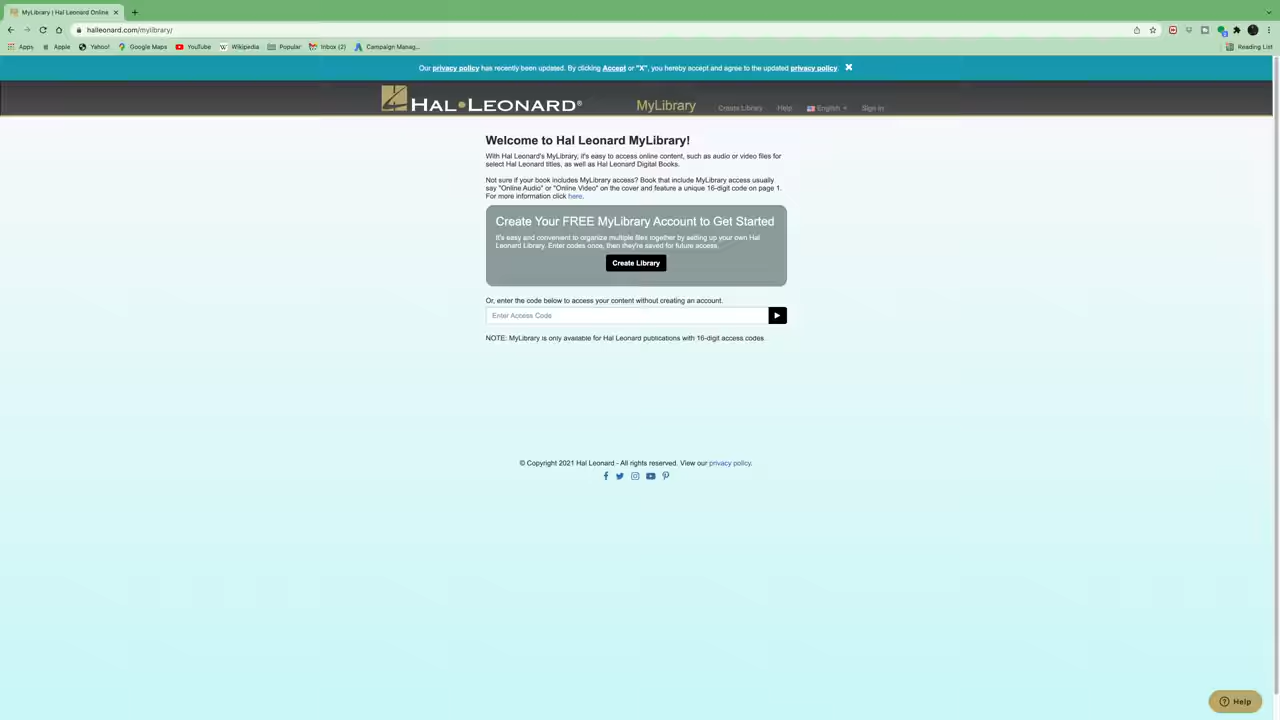 MyLibrary | Hal Leonard Online
halleonard.com/mylibrary/
Apps Apple Yahoo! Google Maps YouTube Wikipedia Popular Inbox (2) Campaign Manag... Reading List
Our privacy policy has recently been updated. By clicking Accept or "X", you hereby accept and agree to the updated privacy policy.
HAL•LEONARD® MyLibrary Create Library Help English Sign In
Welcome to Hal Leonard MyLibrary!
With Hal Leonard's MyLibrary, it's easy to access online content, such as audio or video files for
select Hal Leonard titles, as well as Hal Leonard Digital Books.
Not sure if your book includes MyLibrary access? Book that include MyLibrary access usually
say "Online Audio" or "Online Video" on the cover and feature a unique 16-digit code on page 1.
For more information click here.
Create Your FREE MyLibrary Account to Get Started
It's easy and convenient to organize multiple files together by setting up your own Hal
Leonard Library. Enter codes once, then they're saved for future access.
Create Library
Or, enter the code below to access your content without creating an account.
Enter Access Code
NOTE: MyLibrary is only available for Hal Leonard publications with 16-digit access codes.
© Copyright 2021 Hal Leonard - All rights reserved. View our privacy policy.
Help